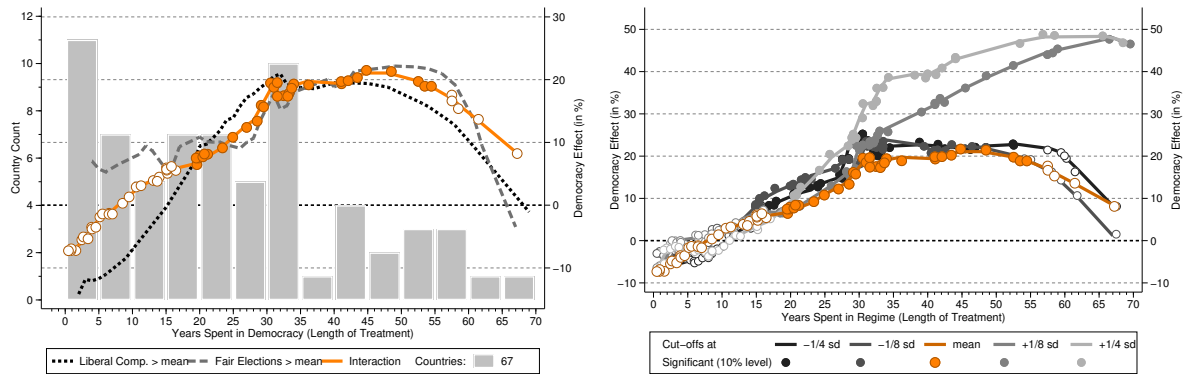 12
10
8
6
4
2
0
Country Count
30
20
10
0
−10
Democracy Effect (in %)
0 5 10 15 20 25 30 35 40 45 50 55 60 65 70
Years Spent in Democracy (Length of Treatment)
Liberal Comp. > mean Fair Elections > mean Interaction Countries: 67
50
40
30
20
10
0
−10
Democracy Effect (in %)
50
40
30
20
10
0
−10
Democracy Effect (in %)
0 5 10 15 20 25 30 35 40 45 50 55 60 65 70
Years Spent in Regime (Length of Treatment)
Cut−offs at −1/4 sd −1/8 sd mean +1/8 sd +1/4 sd
Significant (10% level)